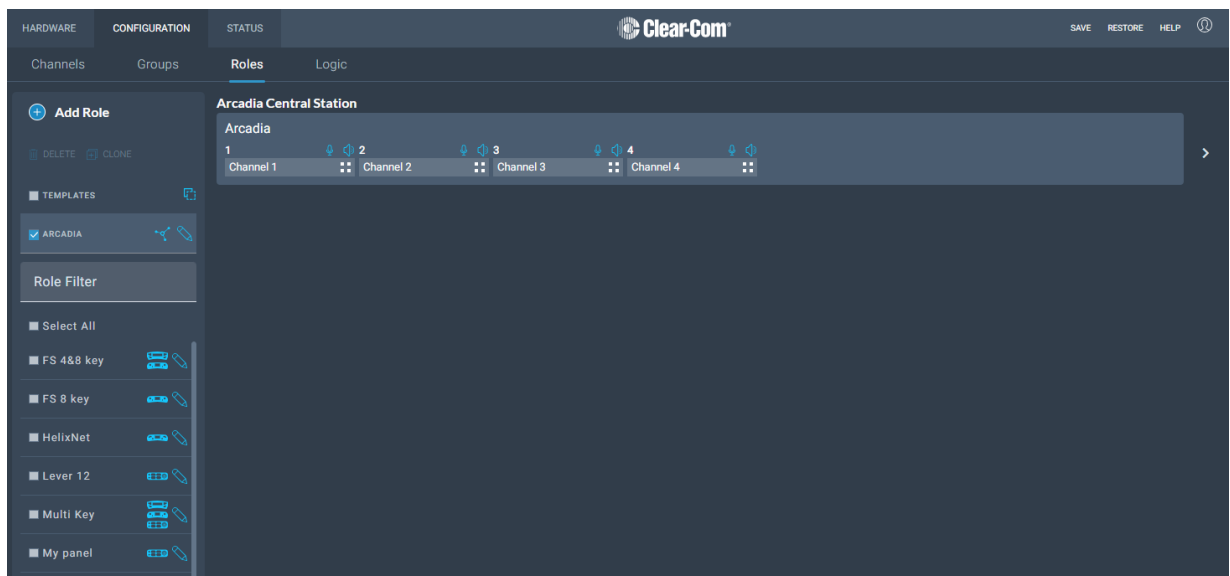 HARDWARE CONFIGURATION STATUS Clear-Com® SAVE RESTORE HELP
Channels Groups Roles Logic
Add Role
DELETE CLONE
TEMPLATES
ARCADIA
Role Filter
Select All
FS 4&8 key
FS 8 key
HelixNet
Lever 12
Multi Key
My panel
Arcadia Central Station
Arcadia
1 2 3 4
Channel 1 Channel 2 Channel 3 Channel 4